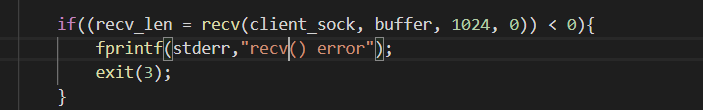 if((recv_len = recv(client_sock, buffer, 1024, 0)) < 0){
fprintf(stderr,"recv() error");
exit(3);
}